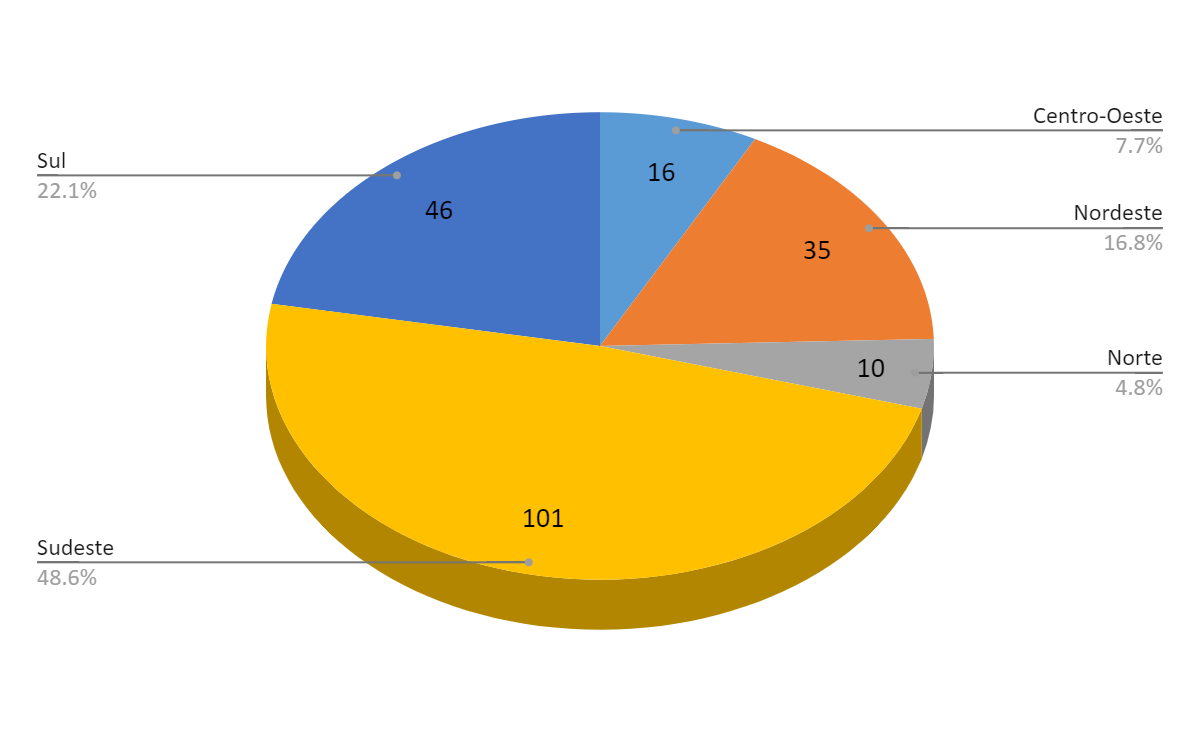 Centro-Oeste
7.7%
Sul
22.1%
16
46
Nordeste
16.8%
35
Norte
4.8%
10
101
Sudeste
48.6%